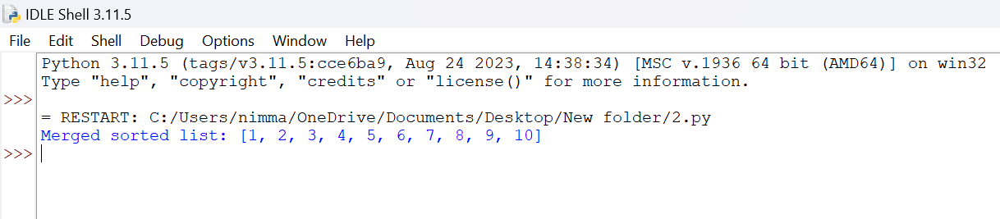 IDLE Shell 3.11.5
File Edit Shell Debug Options Window Help
Python 3.11.5 (tags/v3.11.5:cce6ba9, Aug 24 2023, 14:38:34) [MSC v.1936 64 bit (AMD64)] on win32
Type "help", "copyright", "credits" or "license()" for more information.
>>>
= RESTART: C:/Users/nimma/OneDrive/Documents/Desktop/New folder/2.py
Merged sorted list: [1, 2, 3, 4, 5, 6, 7, 8, 9, 10]
>>>